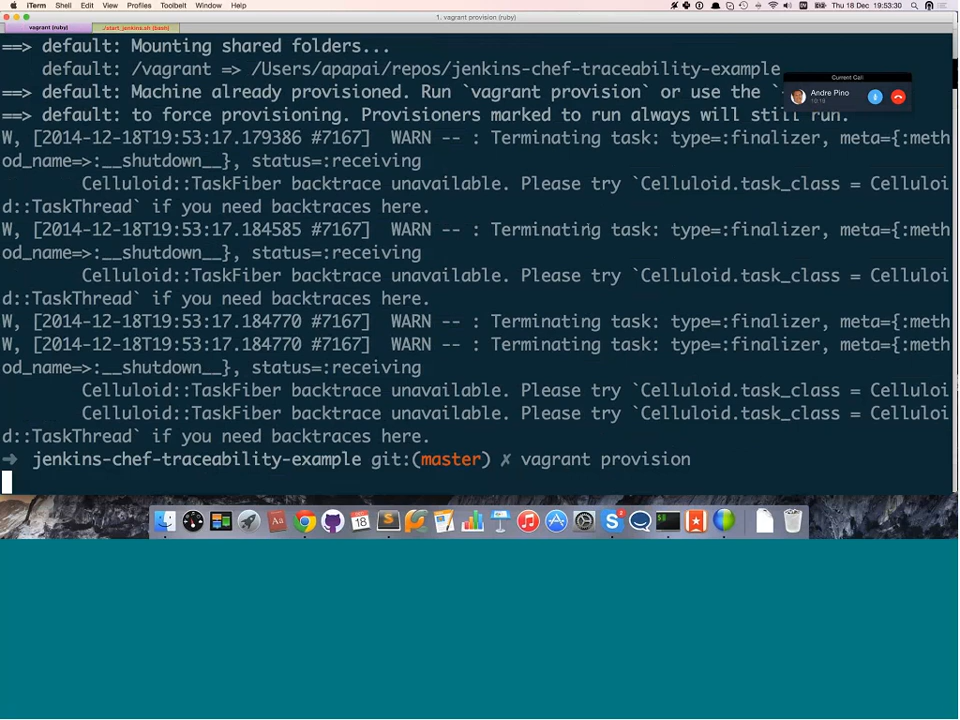 iTerm Shell Edit View Profiles Toolbelt Window Help Thu 18 Dec 19:53:30
1. vagrant provision (ruby)
vagrant (ruby) ../start_jenkins.sh (bash)
==> default: Mounting shared folders...
default: /vagrant => /Users/apapai/repos/jenkins-chef-traceability-example
Current Call
Andre Pino
==> default: Machine already provisioned. Run `vagrant provision` or use the `
==> default: to force provisioning. Provisioners marked to run always will still run.
W, [2014-12-18T19:53:17.179386 #7167] WARN -- : Terminating task: type=:finalizer, meta={:meth
od_name=>:__shutdown__}, status=:receiving
Celluloid::TaskFiber backtrace unavailable. Please try `Celluloid.task_class = Celluloi
d::TaskThread` if you need backtraces here.
W, [2014-12-18T19:53:17.184585 #7167] WARN -- : Terminating task: type=:finalizer, meta={:meth
od_name=>:__shutdown__}, status=:receiving
Celluloid::TaskFiber backtrace unavailable. Please try `Celluloid.task_class = Celluloi
d::TaskThread` if you need backtraces here.
W, [2014-12-18T19:53:17.184770 #7167] WARN -- : Terminating task: type=:finalizer, meta={:meth
W, [2014-12-18T19:53:17.184770 #7167] WARN -- : Terminating task: type=:finalizer, meta={:meth
od_name=>:__shutdown__}, status=:receiving
Celluloid::TaskFiber backtrace unavailable. Please try `Celluloid.task_class = Celluloi
Celluloid::TaskFiber backtrace unavailable. Please try `Celluloid.task_class = Celluloi
d::TaskThread` if you need backtraces here.
➜ jenkins-chef-traceability-example git:(master) ✗ vagrant provision